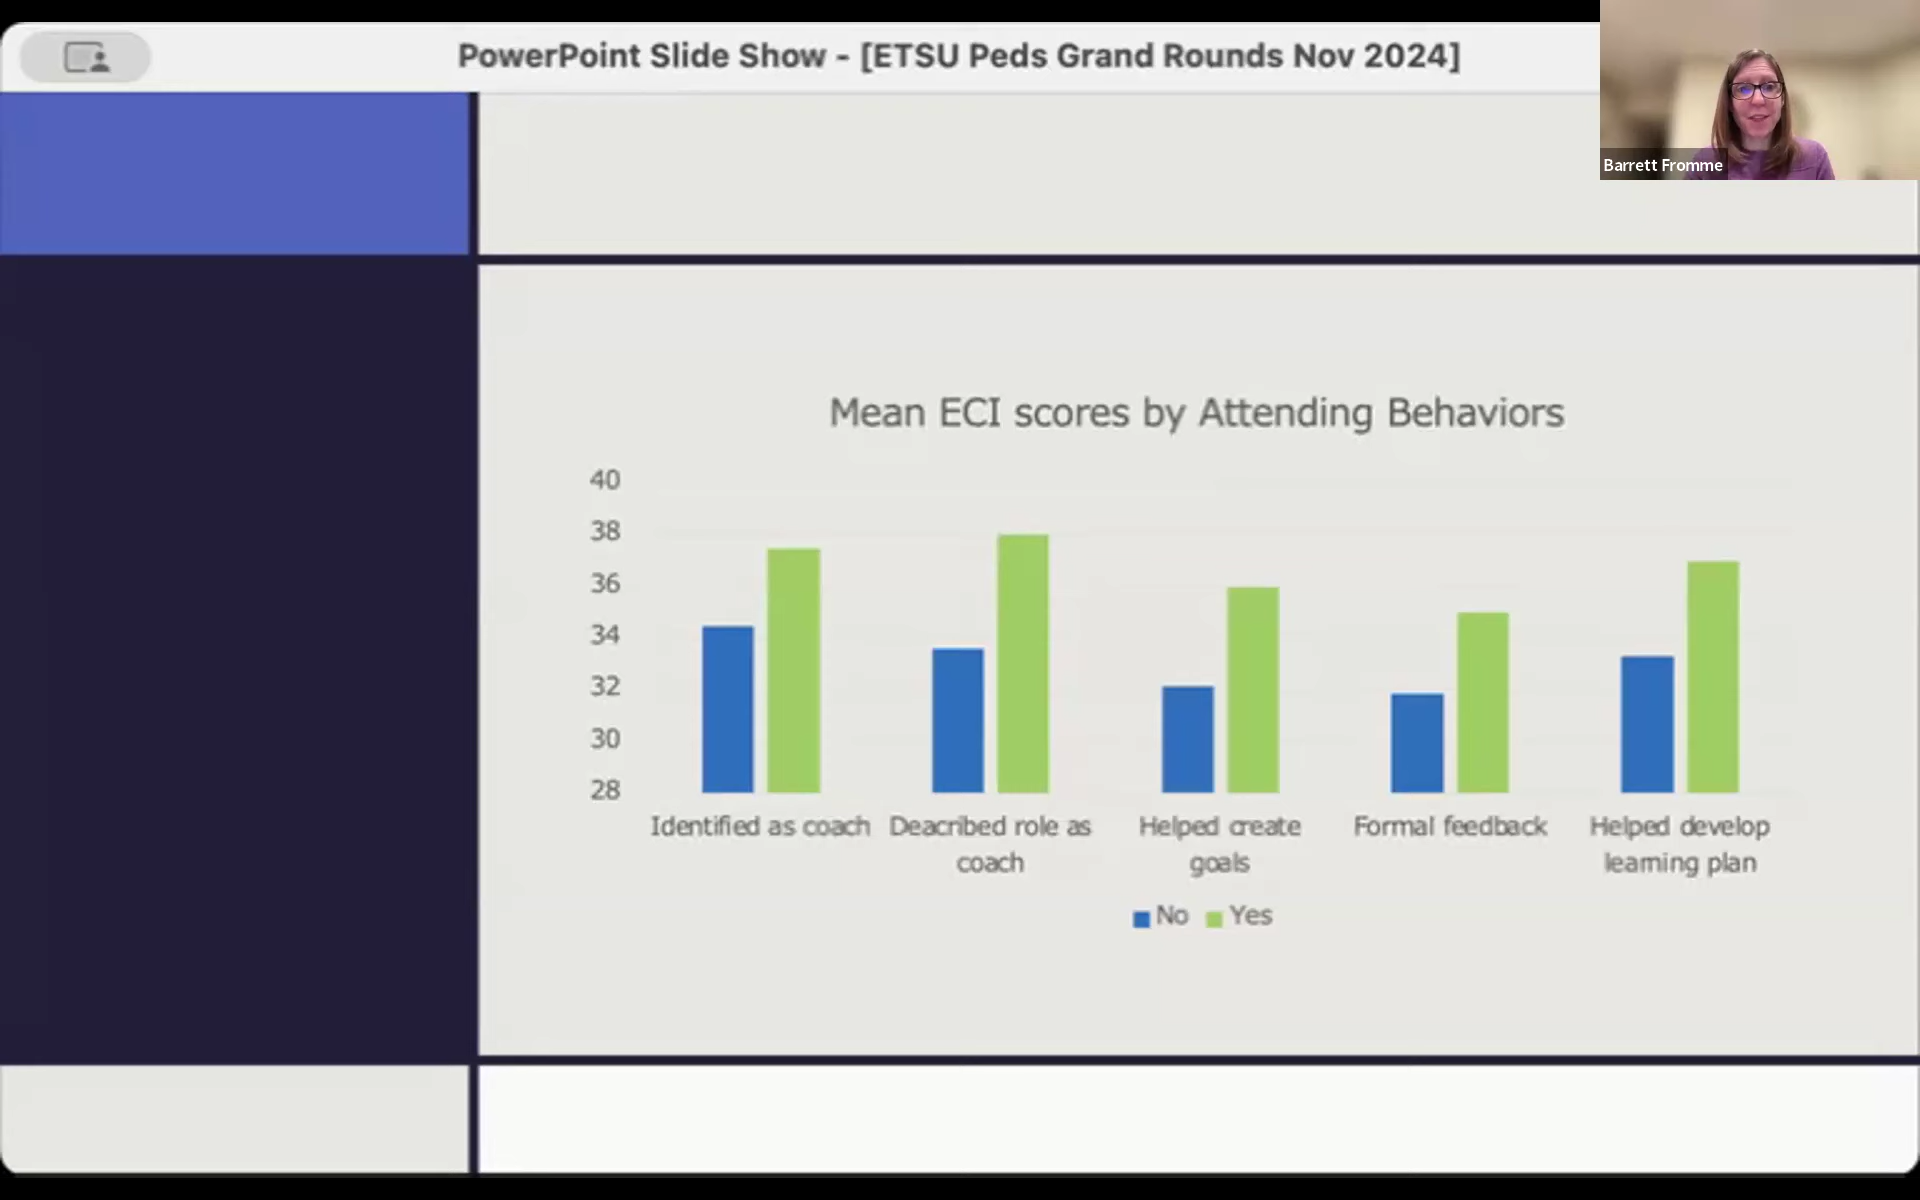 PowerPoint Slide Show - [ETSU Peds Grand Rounds Nov 2024]
Barrett Fromme
Mean ECI scores by Attending Behaviors
40
38
36
34
32
30
28
Identified as coach
Deacribed role as
coach
Helped create
goals
Formal feedback
Helped develop
learning plan
No Yes